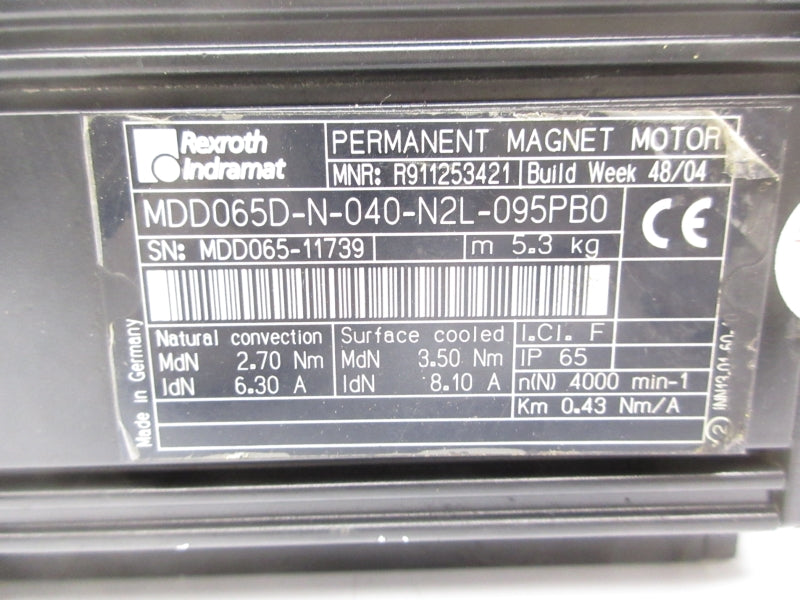 Rexroth
Indramat
PERMANENT MAGNET MOTOR
MNR: R911253421 Build Week 48/04
MDD065D-N-040-N2L-095PB0
CE
SN: MDD065-11739 m 5.3 kg
Natural convection Surface cooled I.Cl. F
MdN 2.70 Nm MdN 3.50 Nm IP 65
IdN 6.30 A IdN 8.10 A n(N) 4000 min-1
Km 0.43 Nm/A
Made in Germany
2